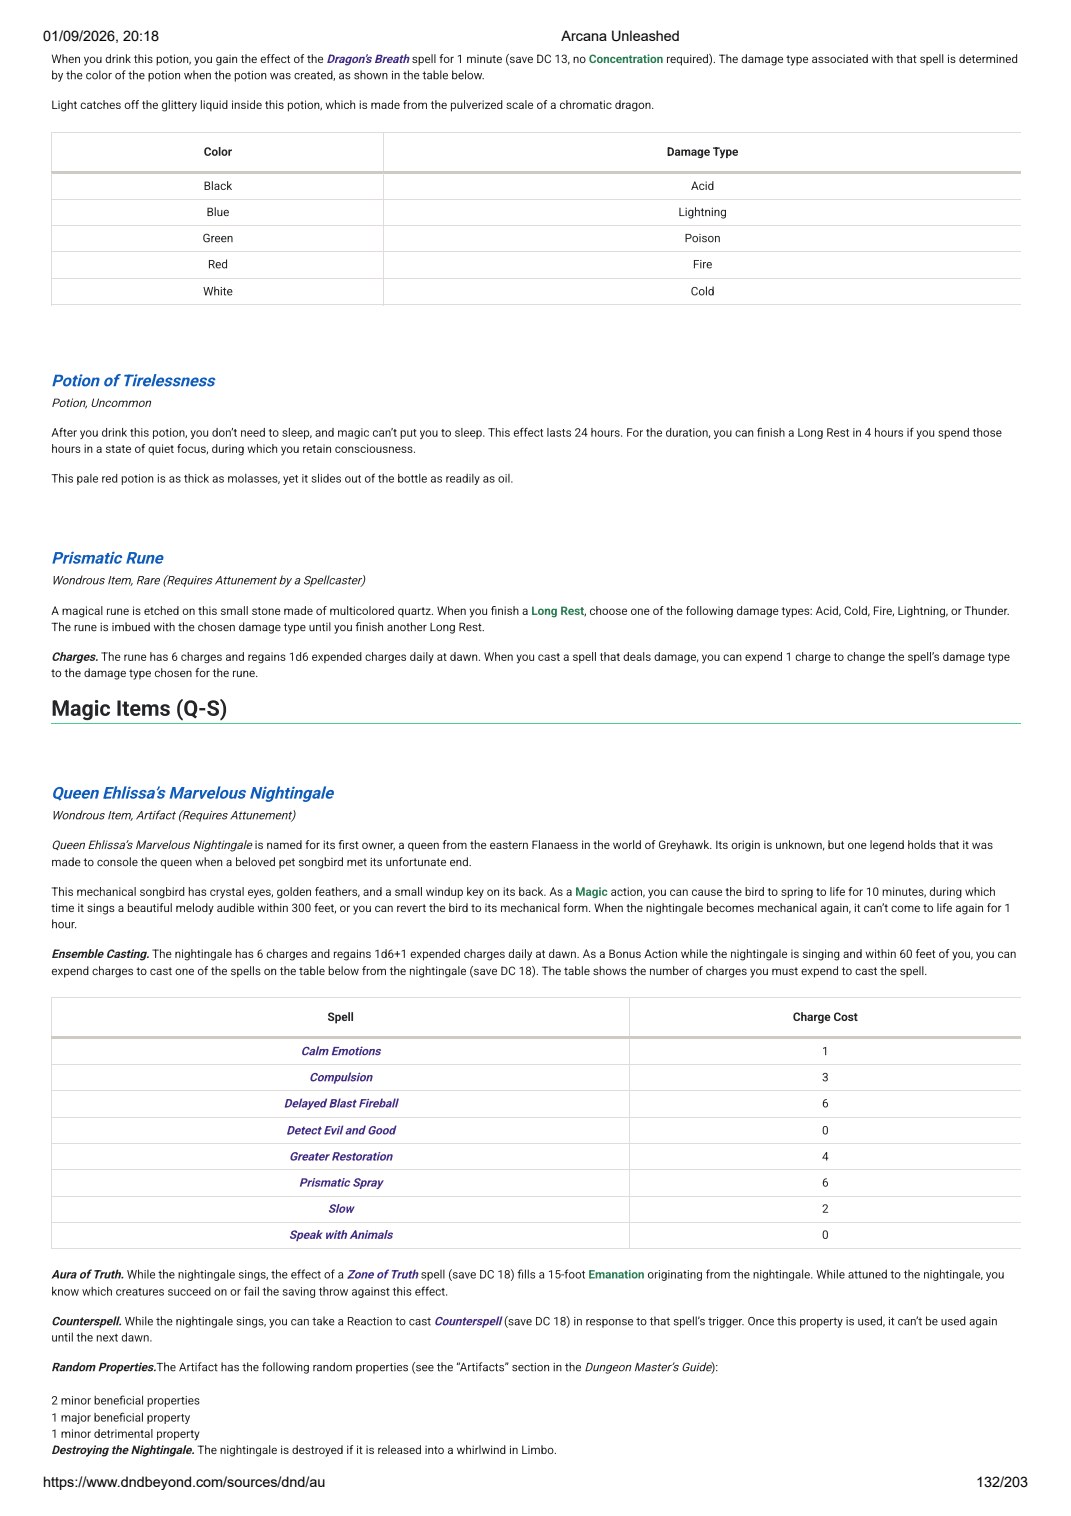 01/09/2026, 20:18
Arcana Unleashed
When you drink this potion, you gain the effect of the Dragon's Breath spell for 1 minute (save DC 13, no Concentration required). The damage type associated with that spell is determined
by the color of the potion when the potion was created, as shown in the table below.
Light catches off the glittery liquid inside this potion, which is made from the pulverized scale of a chromatic dragon.
Color Damage Type
Black Acid
Blue Lightning
Green Poison
Red Fire
White Cold
Potion of Tirelessness
Potion, Uncommon
After you drink this potion, you don't need to sleep, and magic can't put you to sleep. This effect lasts 24 hours. For the duration, you can finish a Long Rest in 4 hours if you spend those
hours in a state of quiet focus, during which you retain consciousness.
This pale red potion is as thick as molasses, yet it slides out of the bottle as readily as oil.
Prismatic Rune
Wondrous Item, Rare (Requires Attunement by a Spellcaster)
A magical rune is etched on this small stone made of multicolored quartz. When you finish a Long Rest, choose one of the following damage types: Acid, Cold, Fire, Lightning, or Thunder.
The rune is imbued with the chosen damage type until you finish another Long Rest.
Charges. The rune has 6 charges and regains 1d6 expended charges daily at dawn. When you cast a spell that deals damage, you can expend 1 charge to change the spell's damage type
to the damage type chosen for the rune.
Magic Items (Q-S)
Queen Ehlissa's Marvelous Nightingale
Wondrous Item, Artifact (Requires Attunement)
Queen Ehlissa's Marvelous Nightingale is named for its first owner, a queen from the eastern Flanaess in the world of Greyhawk. Its origin is unknown, but one legend holds that it was
made to console the queen when a beloved pet songbird met its unfortunate end.
This mechanical songbird has crystal eyes, golden feathers, and a small windup key on its back. As a Magic action, you can cause the bird to spring to life for 10 minutes, during which
time it sings a beautiful melody audible within 300 feet, or you can revert the bird to its mechanical form. When the nightingale becomes mechanical again, it can't come to life again for 1
hour.
Ensemble Casting. The nightingale has 6 charges and regains 1d6+1 expended charges daily at dawn. As a Bonus Action while the nightingale is singing and within 60 feet of you, you can
expend charges to cast one of the spells on the table below from the nightingale (save DC 18). The table shows the number of charges you must expend to cast the spell.
Spell Charge Cost
Calm Emotions 1
Compulsion 3
Delayed Blast Fireball 6
Detect Evil and Good 0
Greater Restoration 4
Prismatic Spray 6
Slow 2
Speak with Animals 0
Aura of Truth. While the nightingale sings, the effect of a Zone of Truth spell (save DC 18) fills a 15-foot Emanation originating from the nightingale. While attuned to the nightingale, you
know which creatures succeed on or fail the saving throw against this effect.
Counterspell. While the nightingale sings, you can take a Reaction to cast Counterspell (save DC 18) in response to that spell's trigger. Once this property is used, it can't be used again
until the next dawn.
Random Properties.The Artifact has the following random properties (see the “Artifacts” section in the Dungeon Master's Guide):
2 minor beneficial properties
1 major beneficial property
1 minor detrimental property
Destroying the Nightingale. The nightingale is destroyed if it is released into a whirlwind in Limbo.
https://www.dndbeyond.com/sources/dnd/au
132/203